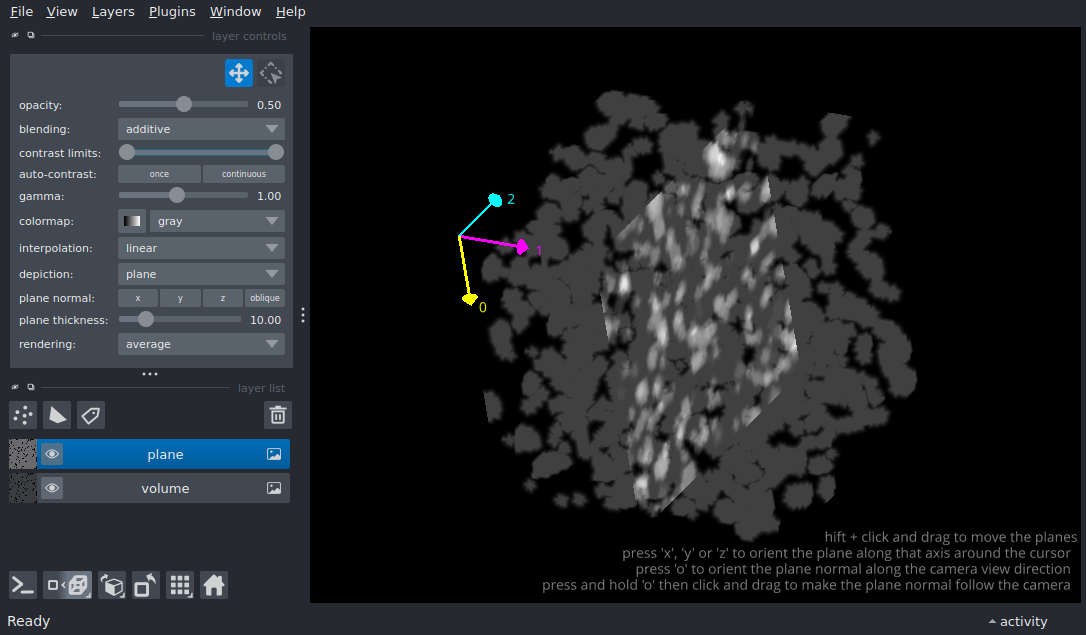 File View Layers Plugins Window Help
layer controls
opacity: 0.50
blending: additive
contrast limits:
auto-contrast: once continuous
gamma: 1.00
colormap: gray
interpolation: linear
depiction: plane
plane normal: x y z oblique
plane thickness: 10.00
rendering: average
layer list
plane
volume
2
1
0
hift + click and drag to move the planes
press 'x', 'y' or 'z' to orient the plane along that axis around the cursor
press 'o' to orient the plane normal along the camera view direction
press and hold 'o' then click and drag to make the plane normal follow the camera
Ready
activity